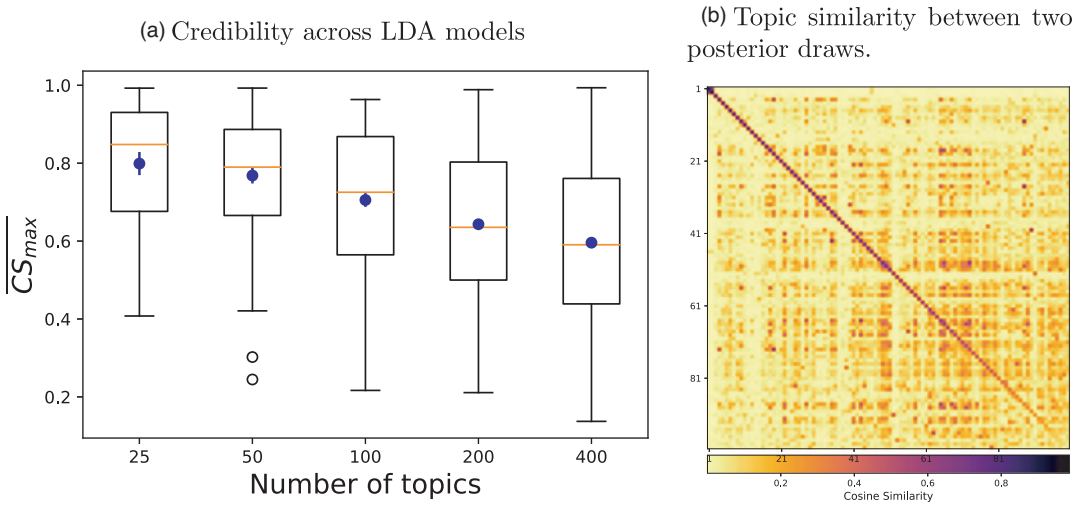 (a) Credibility across LDA models
1.0
0.8
0.6
0.4
0.2
CS_max
25 50 100 200 400
Number of topics
(b) Topic similarity between two
posterior draws.
1
21
41
61
81
1 21 41 61 81
0.2 0.4 0.6 0.8
Cosine Similarity